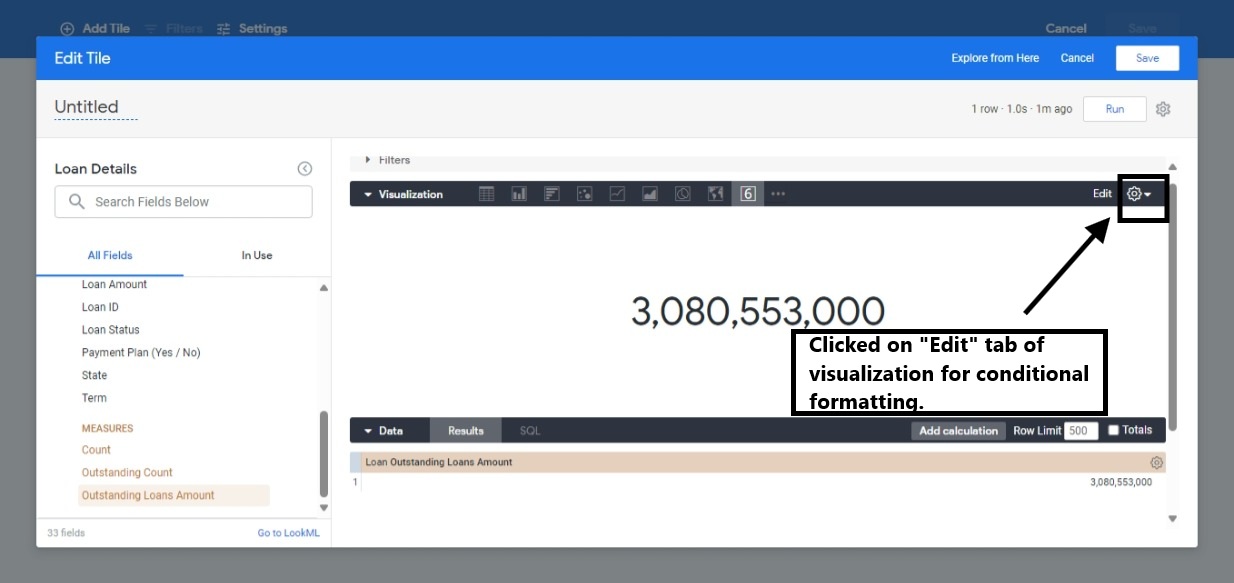 Add Tile Filters Settings Cancel Save
Edit Tile Explore from Here Cancel Save
Untitled 1 row · 1.0s · 1m ago Run
Loan Details
Search Fields Below
All Fields In Use
Loan Amount
Loan ID
Loan Status
Payment Plan (Yes / No)
State
Term
MEASURES
Count
Outstanding Count
Outstanding Loans Amount
33 fields Go to LookML
Filters
Visualization 6 Edit
3,080,553,000
Clicked on "Edit" tab of
visualization for conditional
formatting.
Data Results SQL Add calculation Row Limit 500 Totals
Loan Outstanding Loans Amount
1 3,080,553,000